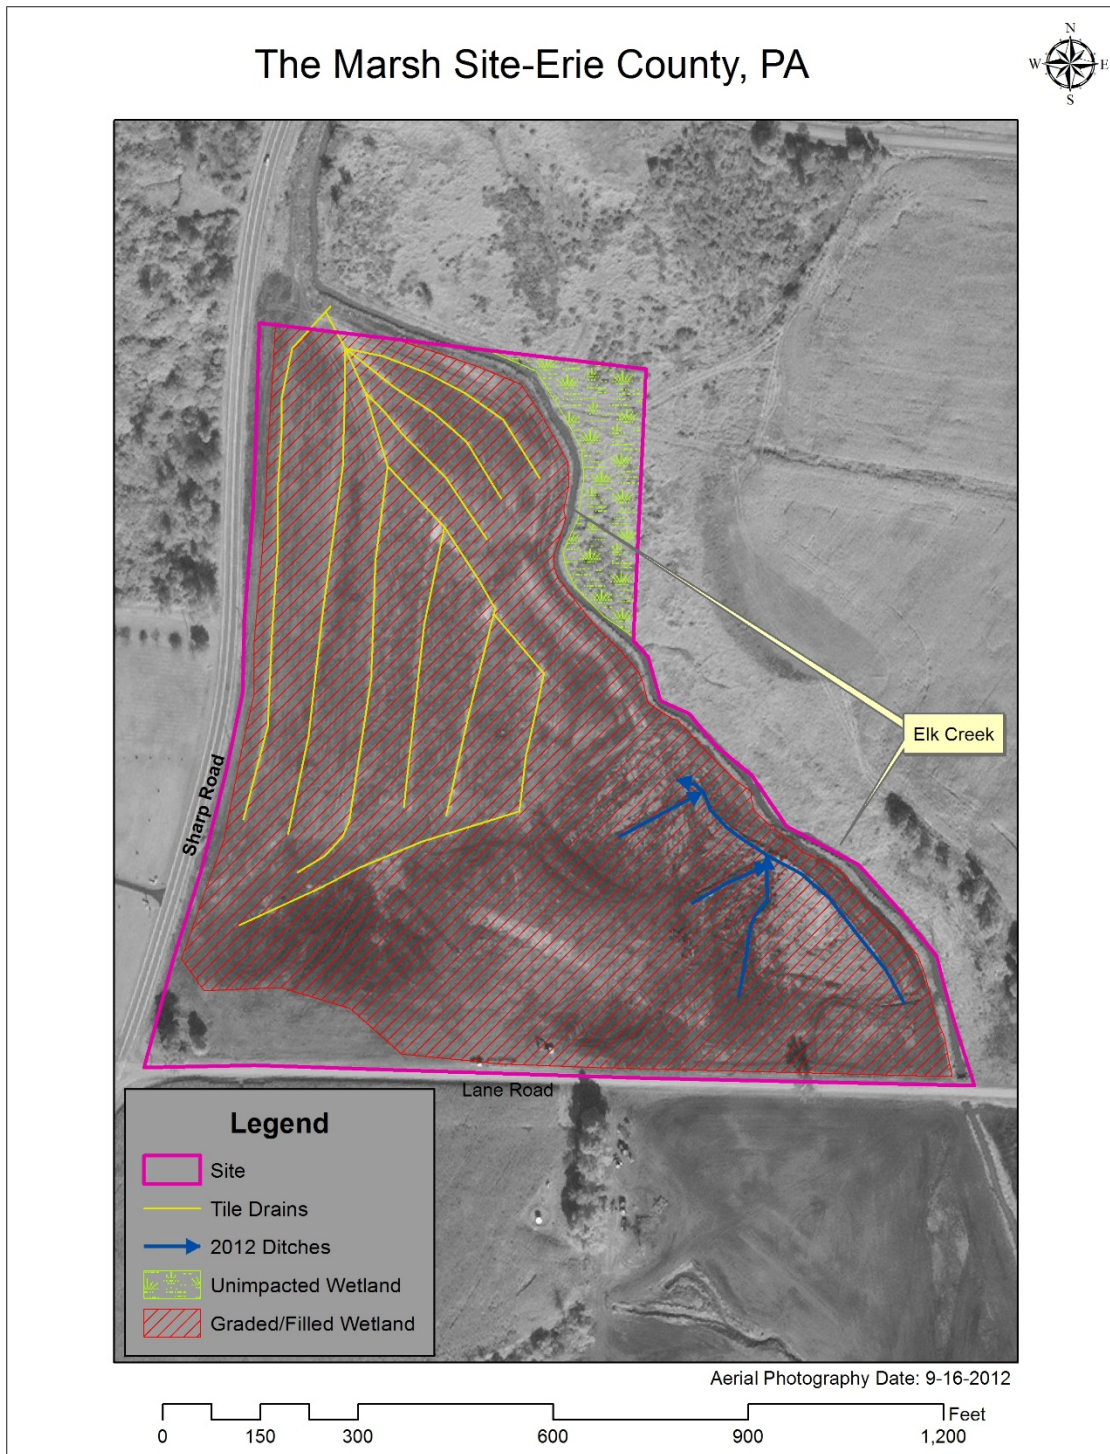 The Marsh Site-Erie County, PA
N
W E
S
Elk Creek
Sharp Road
Lane Road
Legend
Site
Tile Drains
2012 Ditches
Unimpacted Wetland
Graded/Filled Wetland
Aerial Photography Date: 9-16-2012
Feet
0 150 300 600 900 1,200